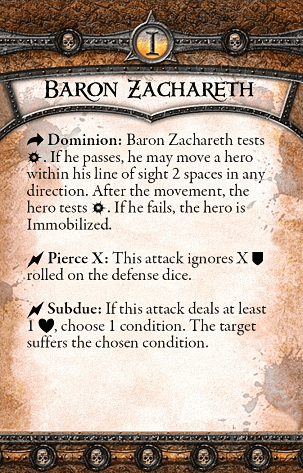 I
BARON ZACHARETH
Dominion: Baron Zachareth tests
. If he passes, he may move a hero
within his line of sight 2 spaces in any
direction. After the movement, the
hero tests . If he fails, the hero is
Immobilized.
Pierce X: This attack ignores X
rolled on the defense dice.
Subdue: If this attack deals at least
1 , choose 1 condition. The target
suffers the chosen condition.